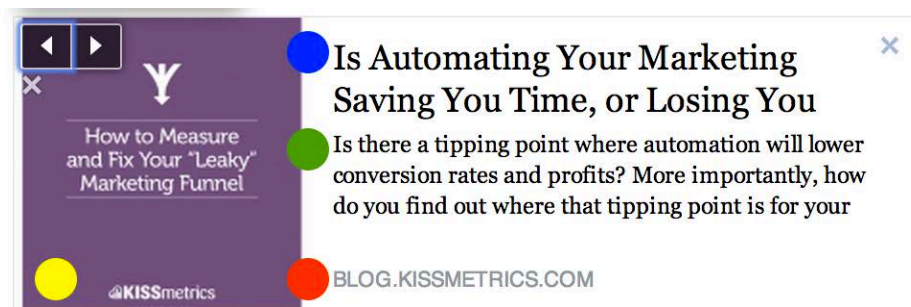 How to Measure
and Fix Your "Leaky"
Marketing Funnel
KISSmetrics
Is Automating Your Marketing
Saving You Time, or Losing You
Is there a tipping point where automation will lower
conversion rates and profits? More importantly, how
do you find out where that tipping point is for your
BLOG.KISSMETRICS.COM